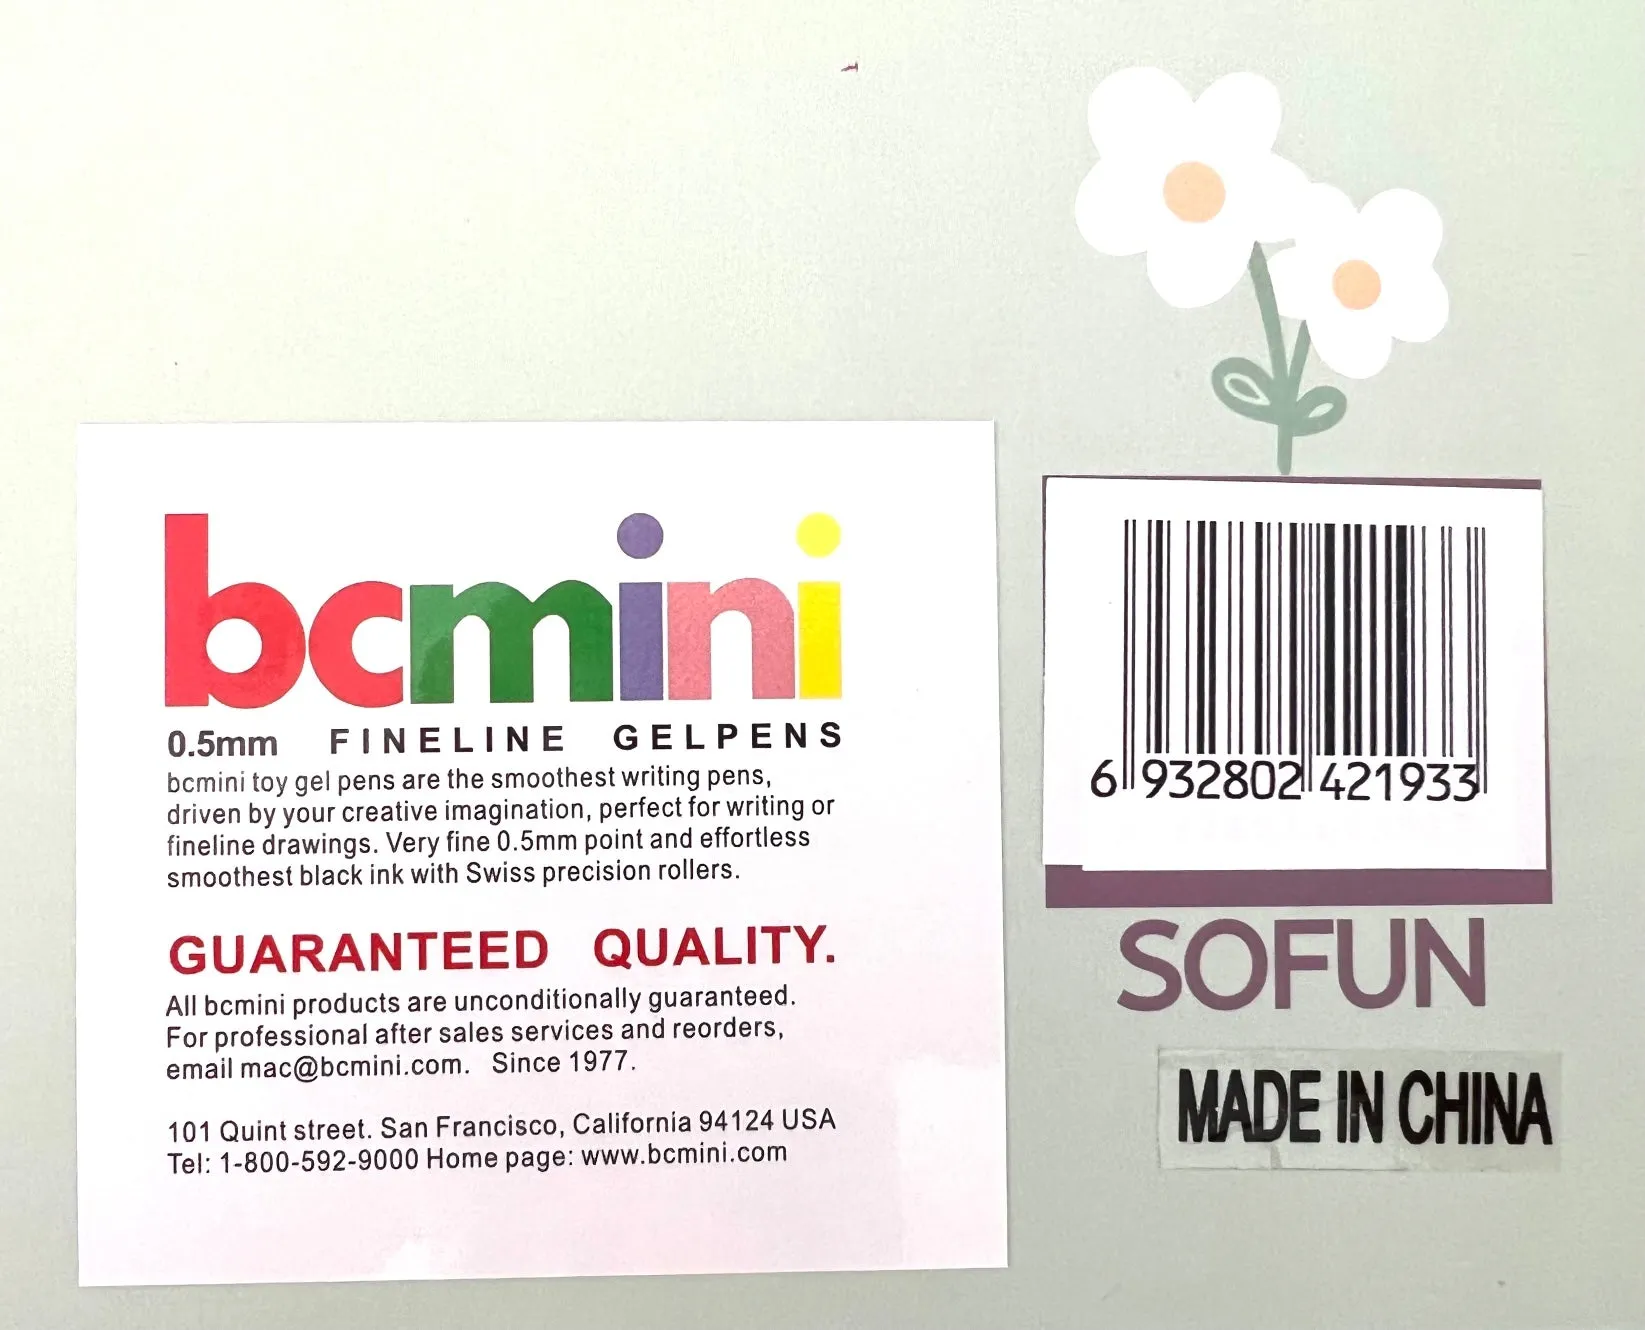 bcmini
0.5mm FINELINE GELPENS
bcmini toy gel pens are the smoothest writing pens,
driven by your creative imagination, perfect for writing or
fineline drawings. Very fine 0.5mm point and effortless
smoothest black ink with Swiss precision rollers.
GUARANTEED QUALITY.
All bcmini products are unconditionally guaranteed.
For professional after sales services and reorders,
email mac@bcmini.com. Since 1977.
101 Quint street. San Francisco, California 94124 USA
Tel: 1-800-592-9000 Home page: www.bcmini.com
6 932802 421933
SOFUN
MADE IN CHINA